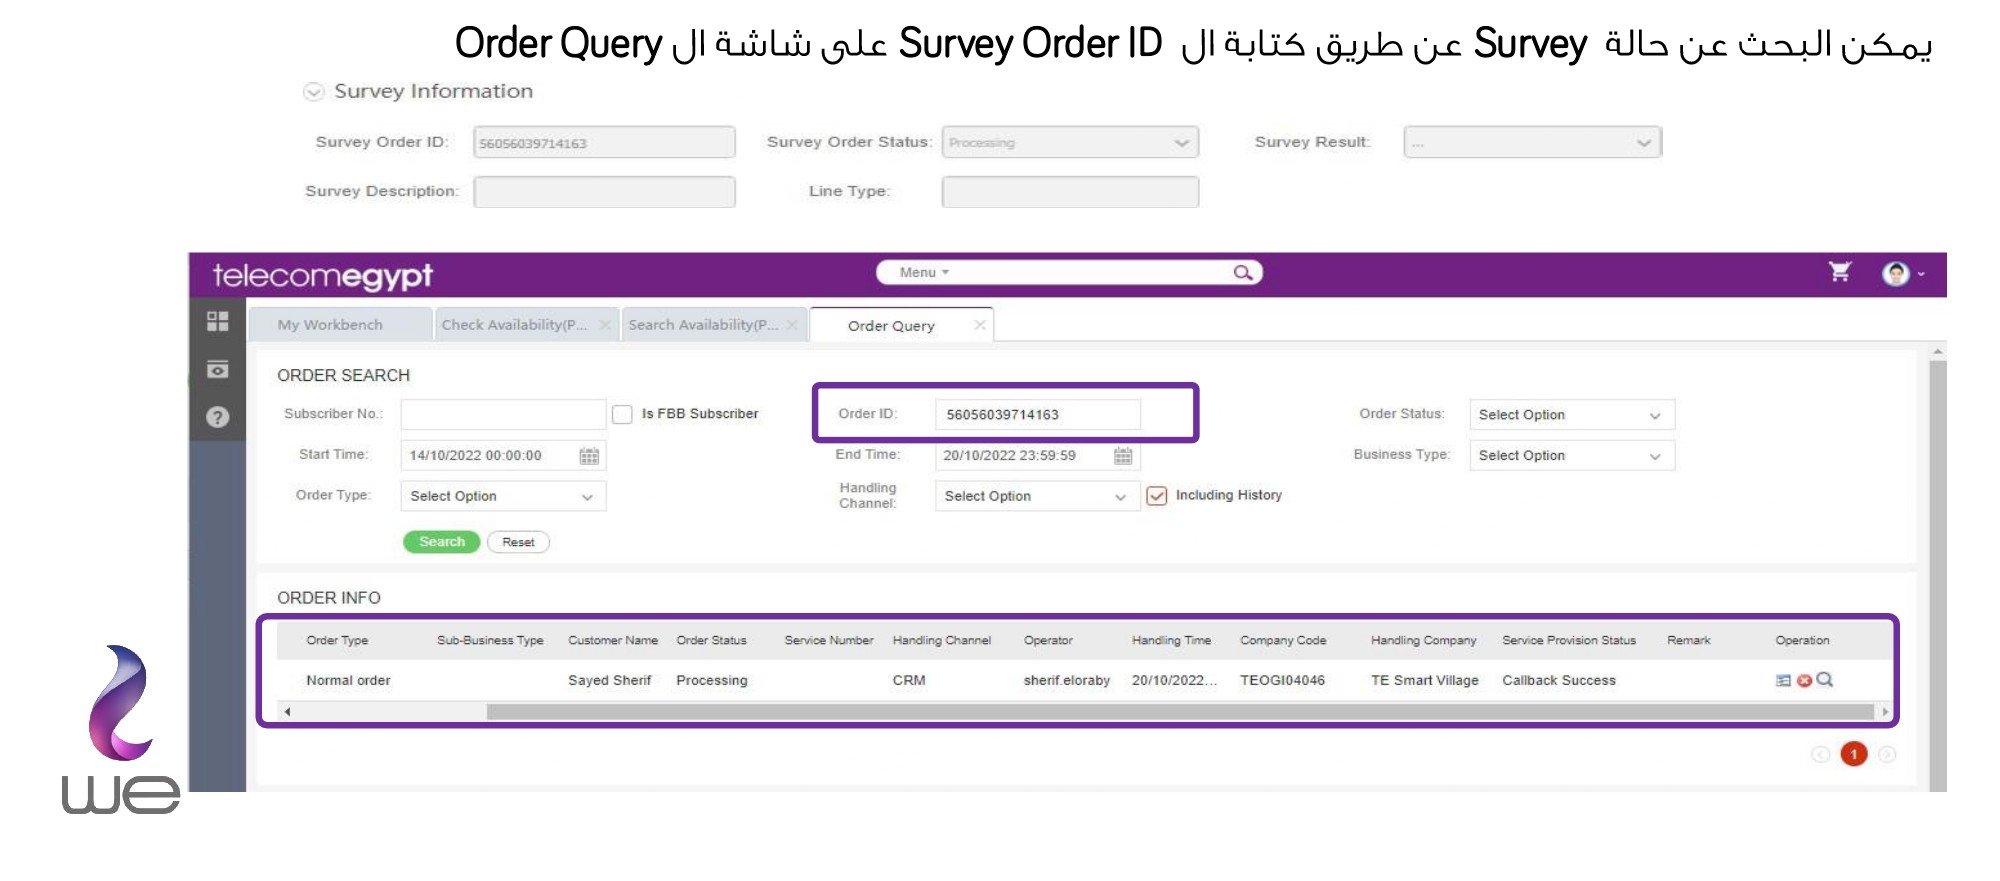 يمكن البحث عن حالة Survey عن طريق كتابة ال Survey Order ID على شاشة ال Order Query
Survey Information
Survey Order ID: 56056039714163 Survey Order Status: Processing Survey Result: ...
Survey Description: Line Type:
telecomegypt Menu
My Workbench Check Availability(P... Search Availability(P... Order Query
ORDER SEARCH
Subscriber No.: Is FBB Subscriber Order ID: 56056039714163 Order Status: Select Option
Start Time: 14/10/2022 00:00:00 End Time: 20/10/2022 23:59:59 Business Type: Select Option
Order Type: Select Option Handling Channel: Select Option Including History
Search Reset
ORDER INFO
Order Type Sub-Business Type Customer Name Order Status Service Number Handling Channel Operator Handling Time Company Code Handling Company Service Provision Status Remark Operation
Normal order Sayed Sherif Processing CRM sherif.eloraby 20/10/2022... TEOGI04046 TE Smart Village Callback Success
1
we